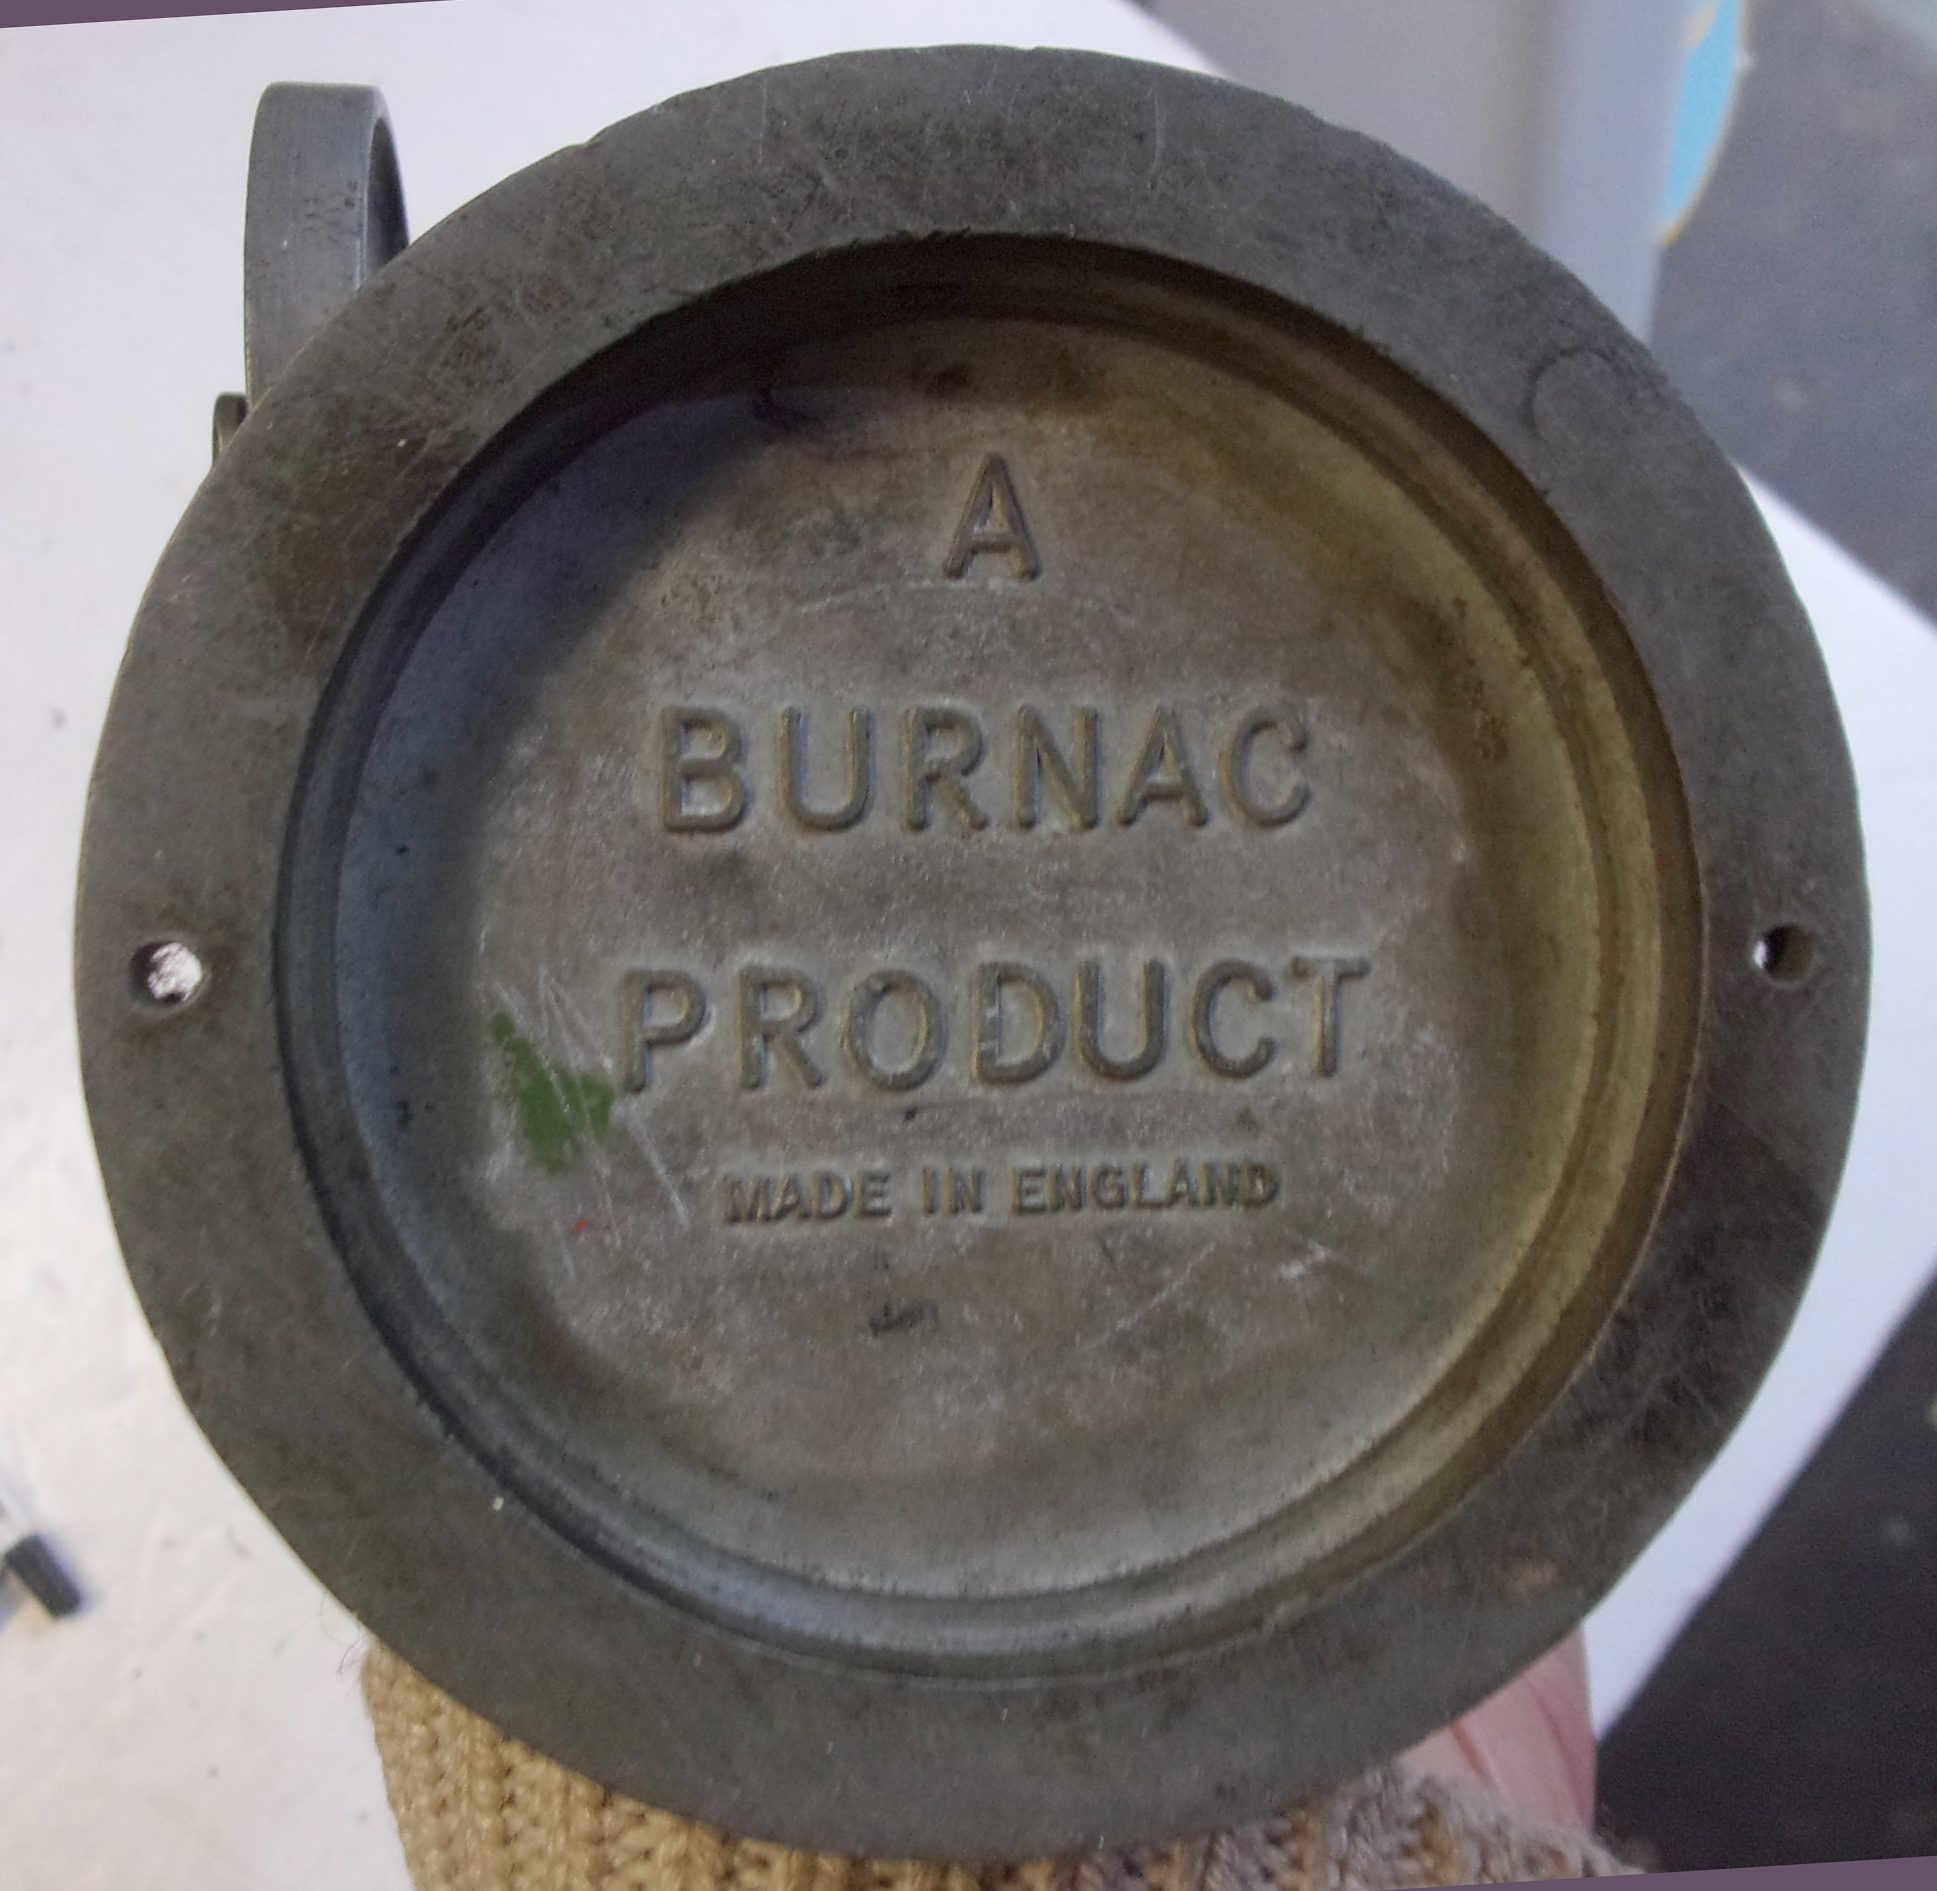 A
BURNAC
PRODUCT
MADE IN ENGLAND